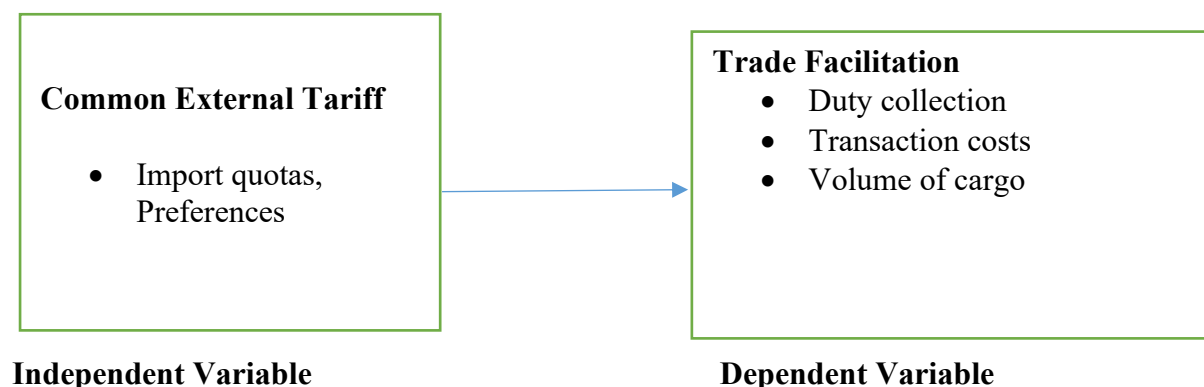 Common External Tariff
• Import quotas,
Preferences
Trade Facilitation
• Duty collection
• Transaction costs
• Volume of cargo
Independent Variable
Dependent Variable